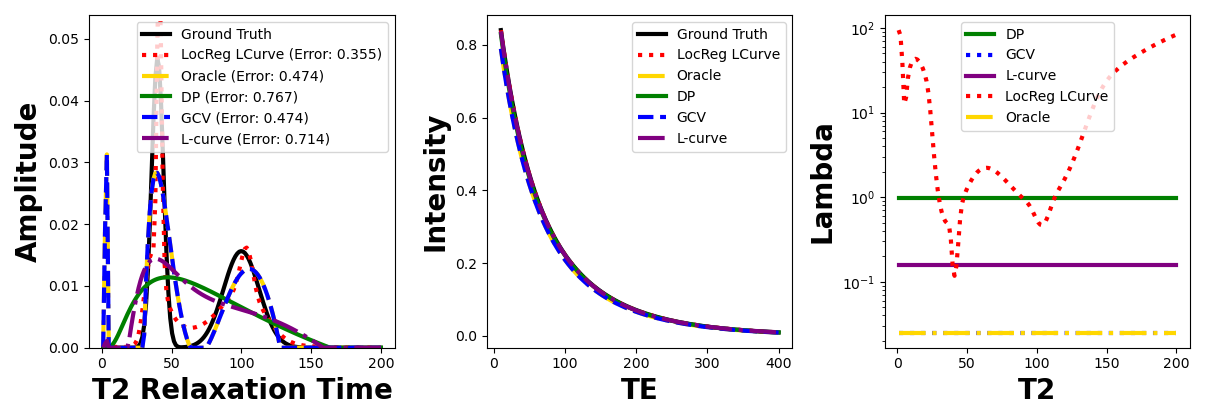 Amplitude
0.05
0.04
0.03
0.02
0.01
0.00
Ground Truth
LocReg LCurve (Error: 0.355)
Oracle (Error: 0.474)
DP (Error: 0.767)
GCV (Error: 0.474)
L-curve (Error: 0.714)
0 50 100 150 200
T2 Relaxation Time
Intensity
0.8
0.6
0.4
0.2
0.0
Ground Truth
LocReg LCurve
Oracle
DP
GCV
L-curve
0 100 200 300 400
TE
Lambda
10²
10¹
10⁰
10⁻¹
DP
GCV
L-curve
LocReg LCurve
Oracle
0 50 100 150 200
T2